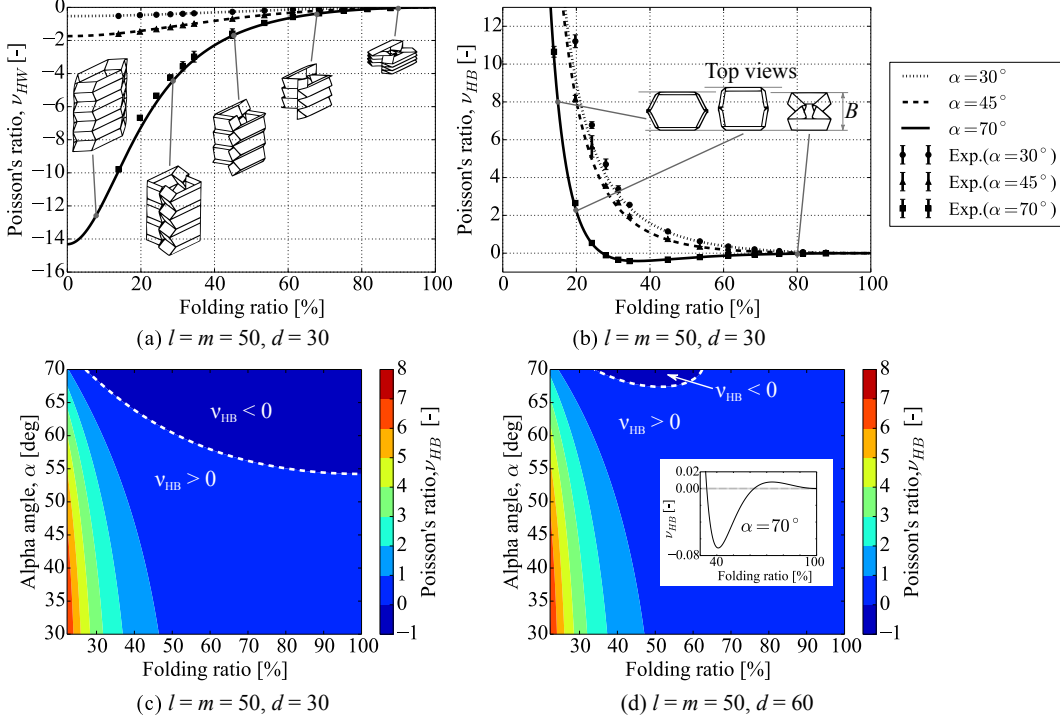 Poisson's ratio, ν_HW [-]
0
−2
−4
−6
−8
−10
−12
−14
−16
0 20 40 60 80 100
Folding ratio [%]
(a) l = m = 50, d = 30
Poisson's ratio, ν_HB [-]
12
10
8
6
4
2
0
Top views
B
0 20 40 60 80 100
Folding ratio [%]
(b) l = m = 50, d = 30
α=30°
α=45°
α=70°
Exp.(α=30°)
Exp.(α=45°)
Exp.(α=70°)
Alpha angle, α [deg]
70
65
60
55
50
45
40
35
30
ν_HB < 0
ν_HB > 0
30 40 50 60 70 80 90 100
Folding ratio [%]
8
7
6
5
4
3
2
1
0
−1
Poisson's ratio,ν_HB [-]
(c) l = m = 50, d = 30
Alpha angle, α [deg]
70
65
60
55
50
45
40
35
30
ν_HB < 0
ν_HB > 0
0.02
0.00
−0.08
ν_HB [-]
α=70°
40 100
Folding ratio [%]
30 40 50 60 70 80 90 100
Folding ratio [%]
8
7
6
5
4
3
2
1
0
−1
Poisson's ratio,ν_HB [-]
(d) l = m = 50, d = 60